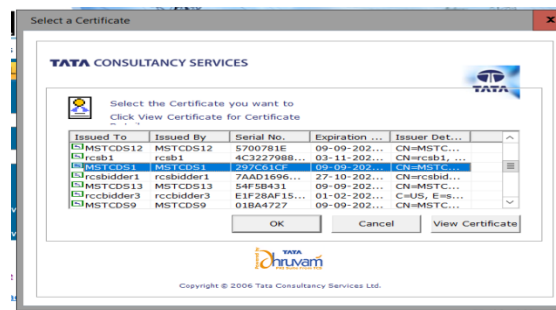 Select a Certificate
x
TATA CONSULTANCY SERVICES
TATA
Select the Certificate you want to
Click View Certificate for Certificate
Issued To Issued By Serial No. Expiration ... Issuer Det...
MSTCDS12 MSTCDS12 5700781E 09-09-202... CN=MSTC...
rcsb1 rcsb1 4C3227988... 03-11-202... CN=rcsb1, ...
MSTCDS1 MSTCDS1 297C61CF 09-09-202... CN=MSTC...
rcsbidder1 rcsbidder1 7AAD1696... 27-10-202... CN=rcsbid...
MSTCDS13 MSTCDS13 54F5B431 09-09-202... CN=MSTC...
rccbidder3 rccbidder3 E1F28AF15... 01-02-202... C=US, E=s...
MSTCDS9 MSTCDS9 018A4727 09-09-202... CN=MSTC...
OK Cancel View Certificate
TATA
Dhruvam
Copyright © 2006 Tata Consultancy Services Ltd.